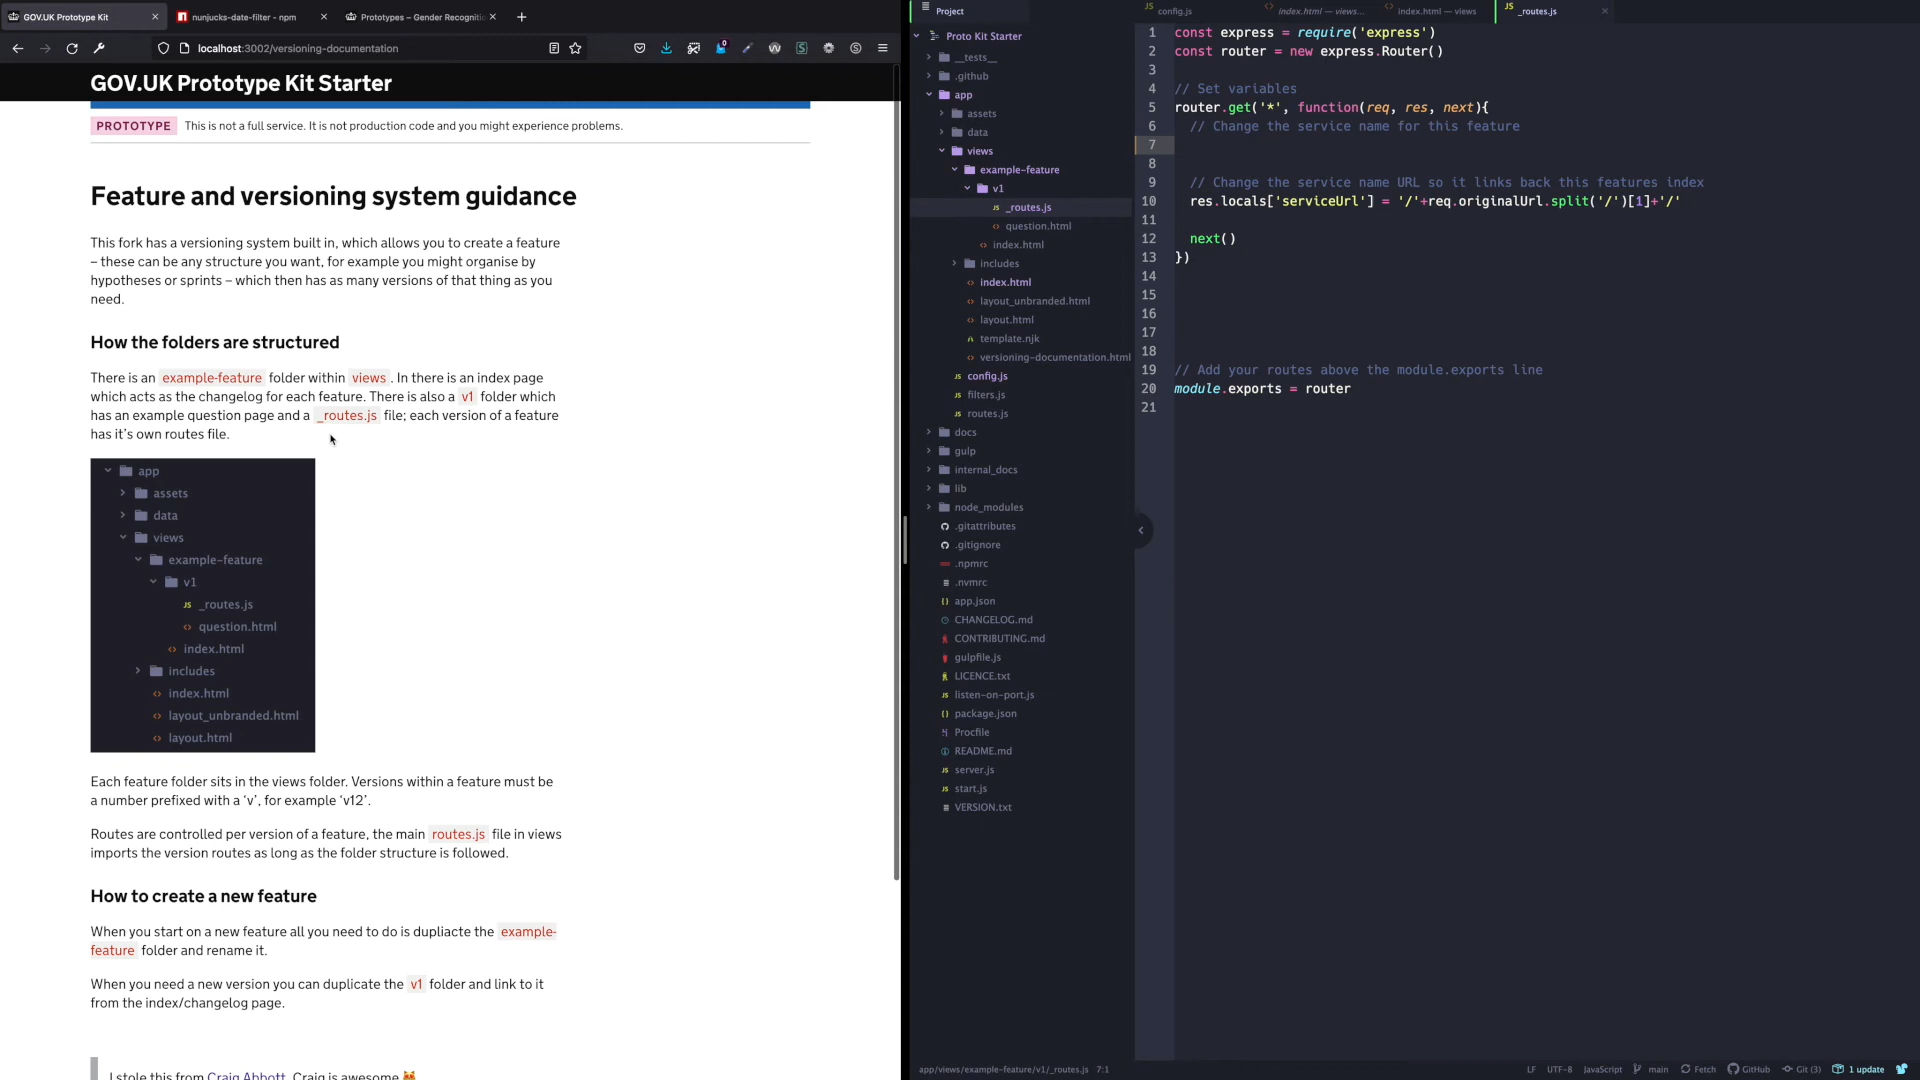 GOV.UK Prototype Kit
nunjucks-date-filter - npm
Prototypes – Gender Recogniti
localhost:3002/versioning-documentation
0
GOV.UK Prototype Kit Starter
PROTOTYPE This is not a full service. It is not production code and you might experience problems.
Feature and versioning system guidance
This fork has a versioning system built in, which allows you to create a feature
– these can be any structure you want, for example you might organise by
hypotheses or sprints – which then has as many versions of that thing as you
need.
How the folders are structured
There is an example-feature folder within views . In there is an index page
which acts as the changelog for each feature. There is also a v1 folder which
has an example question page and a _routes.js file; each version of a feature
has it's own routes file.
app
assets
data
views
example-feature
v1
JS _routes.js
question.html
index.html
includes
index.html
layout_unbranded.html
layout.html
Each feature folder sits in the views folder. Versions within a feature must be
a number prefixed with a 'v', for example 'v12'.
Routes are controlled per version of a feature, the main routes.js file in views
imports the version routes as long as the folder structure is followed.
How to create a new feature
When you start on a new feature all you need to do is dupliacte the example-
feature folder and rename it.
When you need a new version you can duplicate the v1 folder and link to it
from the index/changelog page.
I stole this from Craig Abbott. Craig is awesome
Project
Proto Kit Starter
__tests__
.github
app
assets
data
views
example-feature
v1
JS _routes.js
question.html
index.html
includes
index.html
layout_unbranded.html
layout.html
template.njk
versioning-documentation.html
JS config.js
JS filters.js
JS routes.js
docs
gulp
internal_docs
lib
node_modules
.gitattributes
.gitignore
.npmrc
.nvmrc
app.json
CHANGELOG.md
CONTRIBUTING.md
gulpfile.js
LICENCE.txt
JS listen-on-port.js
package.json
Procfile
README.md
JS server.js
JS start.js
VERSION.txt
JS config.js
index.html — views...
index.html — views
JS _routes.js
1 const express = require('express')
2 const router = new express.Router()
3
4 // Set variables
5 router.get('*', function(req, res, next){
6 // Change the service name for this feature
7
8
9 // Change the service name URL so it links back this features index
10 res.locals['serviceUrl'] = '/'+req.originalUrl.split('/')[1]+'/'
11
12 next()
13 })
14
15
16
17
18
19 // Add your routes above the module.exports line
20 module.exports = router
21
app/views/example-feature/v1/_routes.js 7:1
LF UTF-8 JavaScript main Fetch GitHub Git (3) 1 update